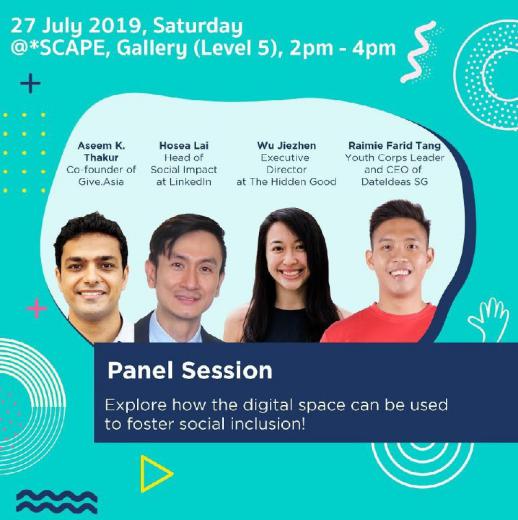 27 July 2019, Saturday
@*SCAPE, Gallery (Level 5), 2pm - 4pm
Aseem K.
Thakur
Co-founder of
Give.Asia
Hosea Lai
Head of
Social Impact
at LinkedIn
Wu Jiezhen
Executive
Director
at The Hidden Good
Raimie Farid Tang
Youth Corps Leader
and CEO of
DateIdeas SG
Panel Session
Explore how the digital space can be used
to foster social inclusion!